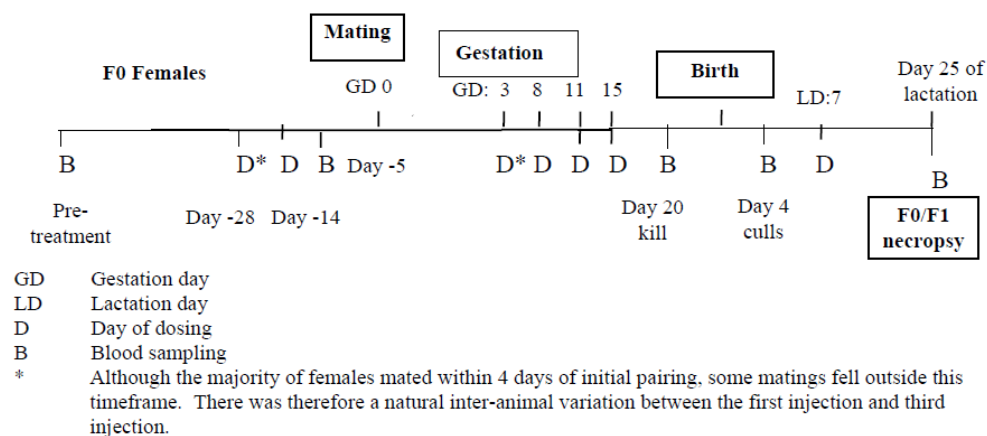 Mating
Gestation
F0 Females
Birth
Day 25 of
lactation
GD 0
GD: 3 8 11 15
LD:7
B D* D B Day -5 D* D D D B B D B
Pre-
treatment
Day -28 Day -14
Day 20
kill
Day 4
culls
F0/F1
necropsy
GD Gestation day
LD Lactation day
D Day of dosing
B Blood sampling
* Although the majority of females mated within 4 days of initial pairing, some matings fell outside this
timeframe. There was therefore a natural inter-animal variation between the first injection and third
injection.